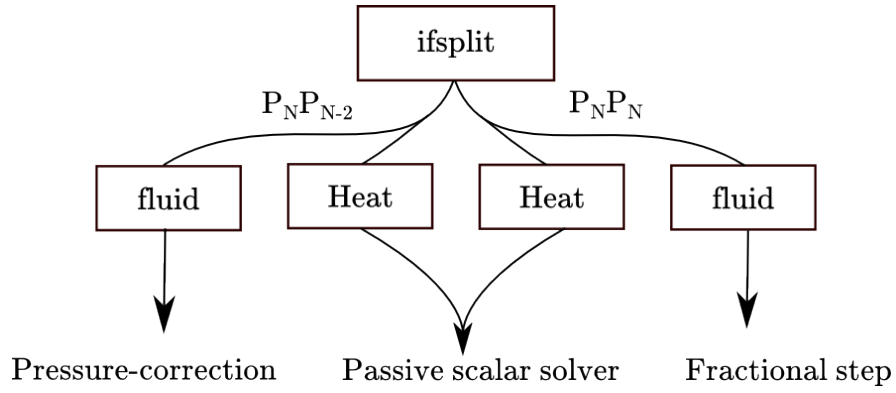 ifsplit
PₙPₙ₋₂ PₙPₙ
fluid Heat Heat fluid
Pressure-correction Passive scalar solver Fractional step